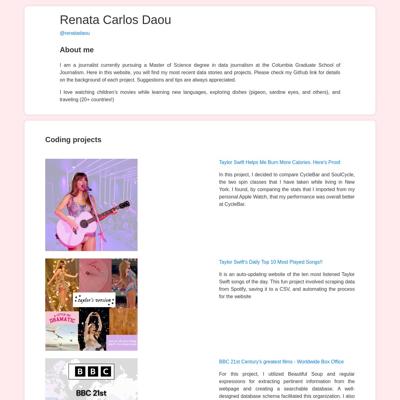 Renata Carlos Daou
@renatadaou
About me
I am a journalist currently pursuing a Master of Science degree in data journalism at the Columbia Graduate School of
Journalism. Here in this website, you will find my most recent data stories and projects. Please check my Github link for details
on the background of each project. Suggestions and tips are always appreciated.
I love watching children's movies while learning new languages, exploring dishes (pigeon, sardine eyes, and others), and
traveling (20+ countries!)
Coding projects
Taylor Swift Helps Me Burn More Calories. Here's Proof
In this project, I decided to compare CycleBar and SoulCycle,
the two spin classes that I have taken while living in New
York. I found, by comparing the stats that I imported from my
personal Apple Watch, that my performance was overall better
at CycleBar.
Taylor Swift's Daily Top 10 Most Played Songs!!
It is an auto-updating website of the ten most listened Taylor
Swift songs of the day. This fun project involved scraping data
from Spotify, saving it to a CSV, and automating the process
for the website
taylor's version
DRAMATIC
BBC 21st Century's greatest films - Worldwide Box Office
BBC
BBC 21st
For this project, I utilized Beautiful Soup and regular
expressions for extracting pertinent information from the
webpage and creating a searchable database. A well-
designed database schema facilitated this organization. I also